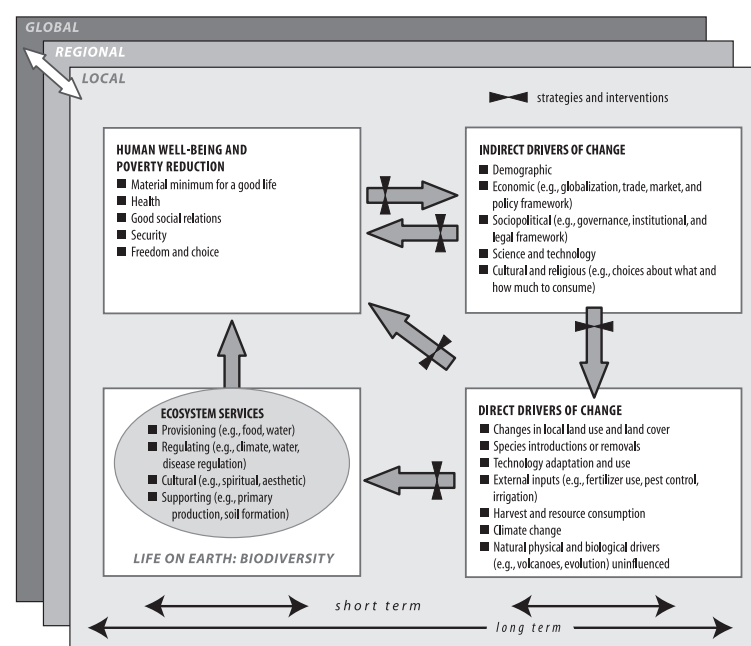 GLOBAL
REGIONAL
LOCAL
strategies and interventions
HUMAN WELL-BEING AND
POVERTY REDUCTION
■ Material minimum for a good life
■ Health
■ Good social relations
■ Security
■ Freedom and choice
INDIRECT DRIVERS OF CHANGE
■ Demographic
■ Economic (e.g., globalization, trade, market, and
policy framework)
■ Sociopolitical (e.g., governance, institutional, and
legal framework)
■ Science and technology
■ Cultural and religious (e.g., choices about what and
how much to consume)
ECOSYSTEM SERVICES
■ Provisioning (e.g., food, water)
■ Regulating (e.g., climate, water,
disease regulation)
■ Cultural (e.g., spiritual, aesthetic)
■ Supporting (e.g., primary
production, soil formation)
LIFE ON EARTH: BIODIVERSITY
DIRECT DRIVERS OF CHANGE
■ Changes in local land use and land cover
■ Species introductions or removals
■ Technology adaptation and use
■ External inputs (e.g., fertilizer use, pest control,
irrigation)
■ Harvest and resource consumption
■ Climate change
■ Natural physical and biological drivers
(e.g., volcanoes, evolution) uninfluenced
short term
long term